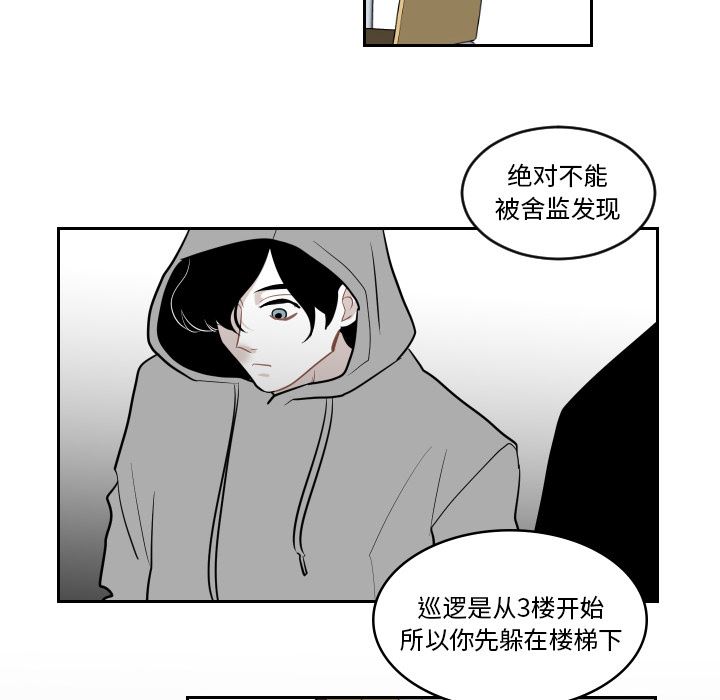 绝对不能
被舍监发现
巡逻是从3楼开始
所以你先躲在楼梯下